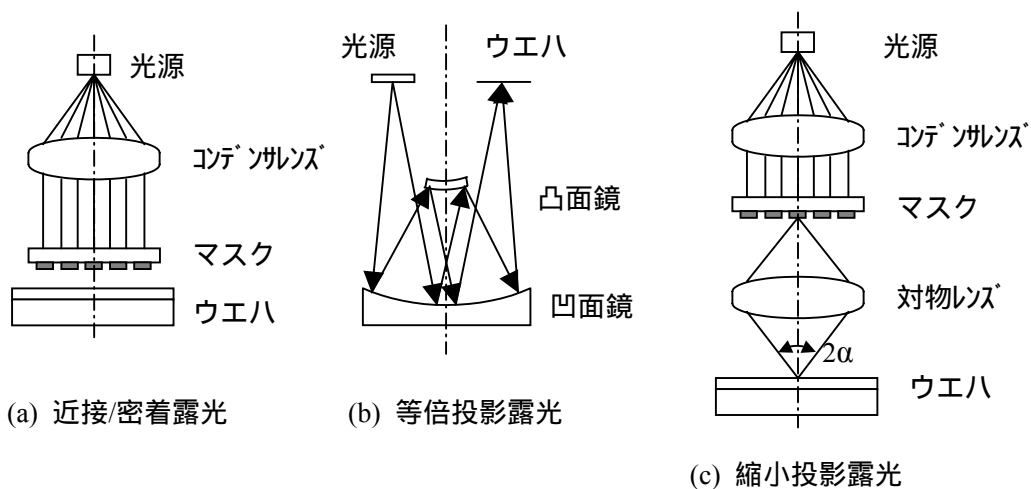 光源
コンデンサレンズ
マスク
ウエハ
(a) 近接/密着露光
光源
ウエハ
凸面鏡
凹面鏡
(b) 等倍投影露光
光源
コンデンサレンズ
マスク
対物レンズ
2α
ウエハ
(c) 縮小投影露光